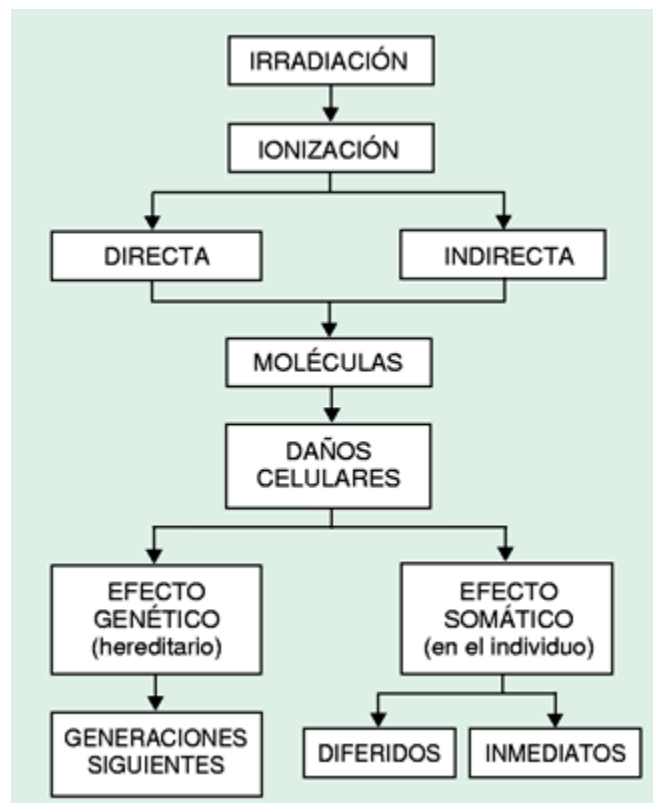 IRRADIACIÓN
IONIZACIÓN
DIRECTA
INDIRECTA
MOLÉCULAS
DAÑOS
CELULARES
EFECTO
GENÉTICO
(hereditario)
EFECTO
SOMÁTICO
(en el individuo)
GENERACIONES
SIGUIENTES
DIFERIDOS
INMEDIATOS